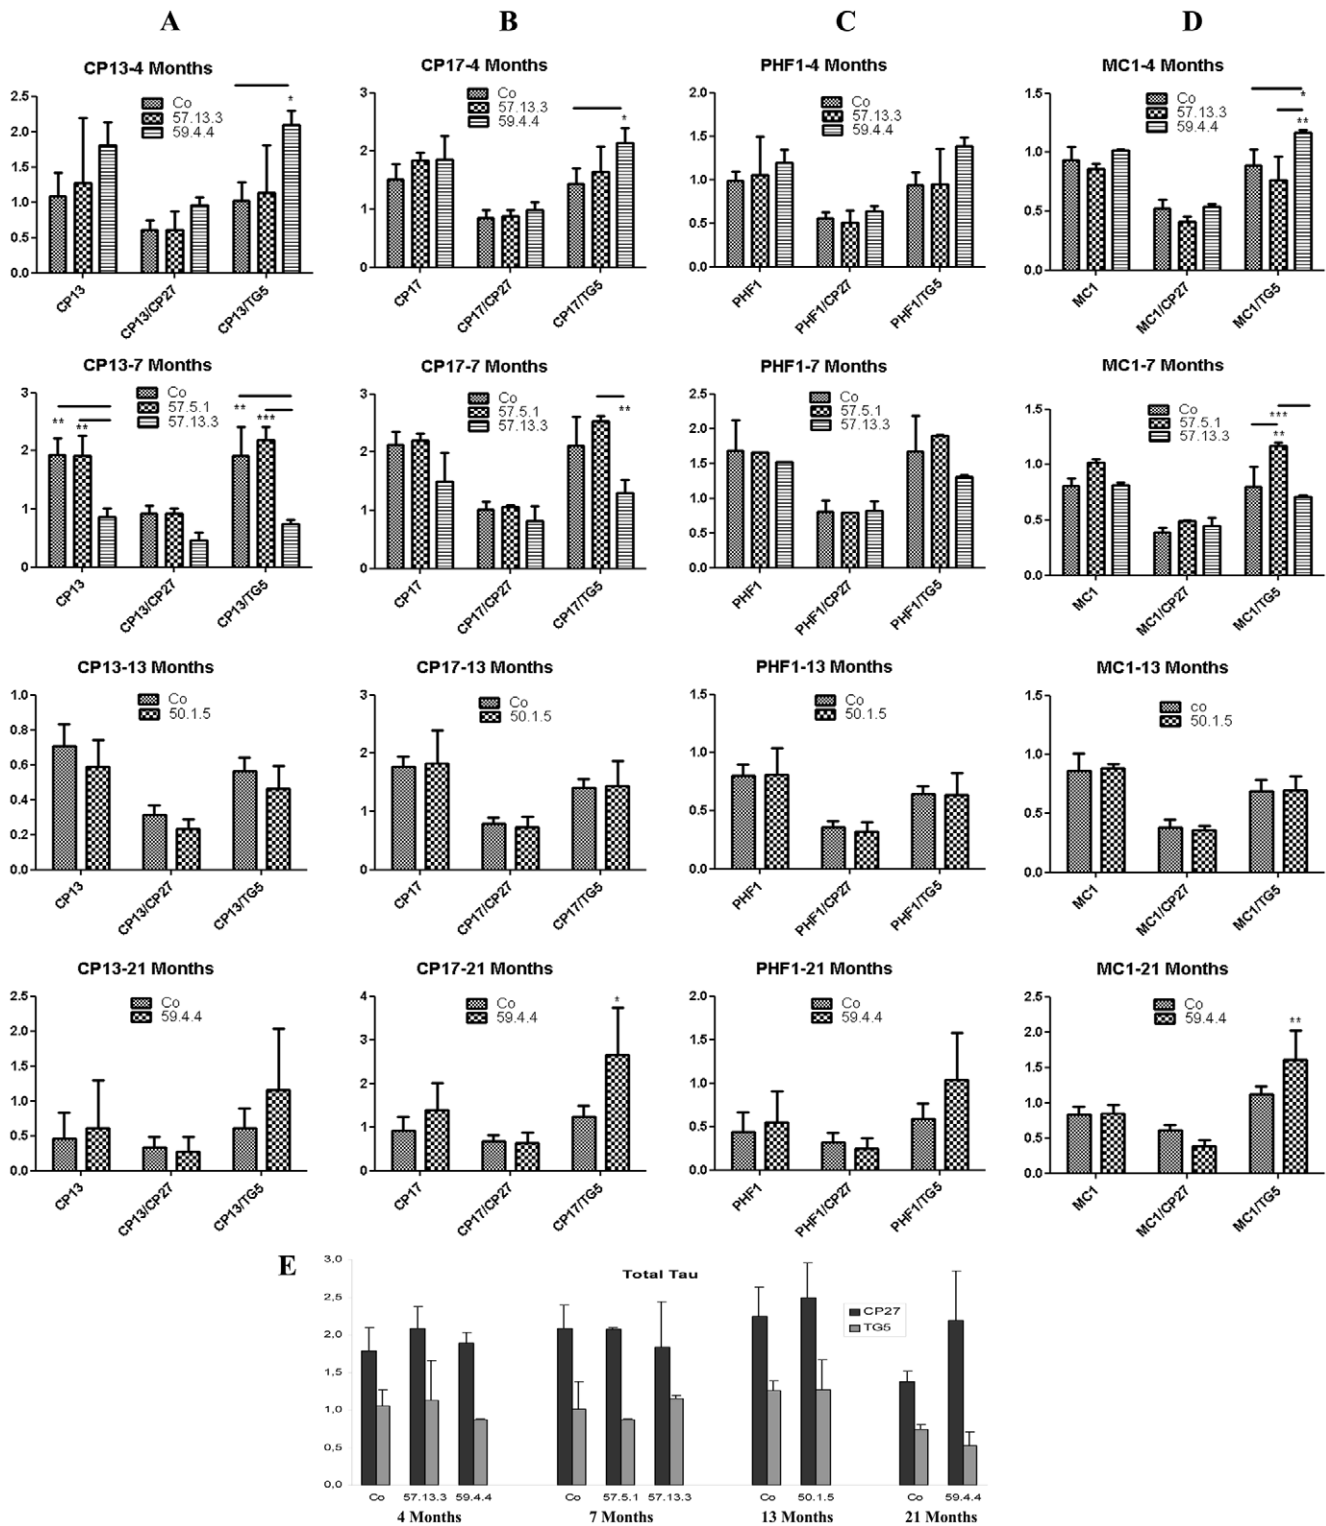 A B C D
CP13-4 Months
2.5
2.0
1.5
1.0
0.5
0.0
Co
57.13.3
59.4.4
*
CP13
CP13/CP27
CP13/TG5
CP17-4 Months
3
2
1
0
Co
57.13.3
59.4.4
*
CP17
CP17/CP27
CP17/TG5
PHF1-4 Months
2.0
1.5
1.0
0.5
0.0
Co
57.13.3
59.4.4
PHF1
PHF1/CP27
PHF1/TG5
MC1-4 Months
1.5
1.0
0.5
0.0
Co
57.13.3
59.4.4
*
**
MC1
MC1/CP27
MC1/TG5
CP13-7 Months
3
2
1
0
Co
57.5.1
57.13.3
**
**
**
***
CP13
CP13/CP27
CP13/TG5
CP17-7 Months
3
2
1
0
Co
57.5.1
57.13.3
**
CP17
CP17/CP27
CP17/TG5
PHF1-7 Months
2.5
2.0
1.5
1.0
0.5
0.0
Co
57.5.1
57.13.3
PHF1
PHF1/CP27
PHF1/TG5
MC1-7 Months
1.5
1.0
0.5
0.0
Co
57.5.1
57.13.3
***
**
MC1
MC1/CP27
MC1/TG5
CP13-13 Months
1.0
0.8
0.6
0.4
0.2
0.0
Co
50.1.5
CP13
CP13/CP27
CP13/TG5
CP17-13 Months
3
2
1
0
Co
50.1.5
CP17
CP17/CP27
CP17/TG5
PHF1-13 Months
1.5
1.0
0.5
0.0
Co
50.1.5
PHF1
PHF1/CP27
PHF1/TG5
MC1-13 Months
1.5
1.0
0.5
0.0
co
50.1.5
MC1
MC1/CP27
MC1/TG5
CP13-21 Months
2.5
2.0
1.5
1.0
0.5
0.0
Co
59.4.4
CP13
CP13/CP27
CP13/TG5
CP17-21 Months
4
3
2
1
0
Co
59.4.4
*
CP17
CP17/CP27
CP17/TG5
PHF1-21 Months
2.0
1.5
1.0
0.5
0.0
Co
59.4.4
PHF1
PHF1/CP27
PHF1/TG5
MC1-21 Months
2.5
2.0
1.5
1.0
0.5
0.0
Co
59.4.4
**
MC1
MC1/CP27
MC1/TG5
E
Total Tau
3,0
2,5
2,0
1,5
1,0
0,5
0,0
CP27
TG5
Co 57.13.3 59.4.4 Co 57.5.1 57.13.3 Co 50.1.5 Co 59.4.4
4 Months 7 Months 13 Months 21 Months